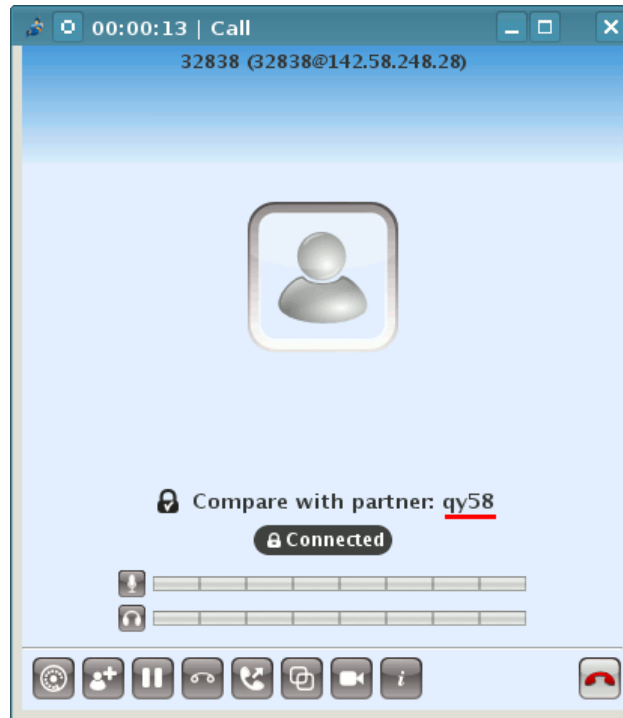 00:00:13 | Call
32838 (32838@142.58.248.28)
Compare with partner: qy58
Connected
i